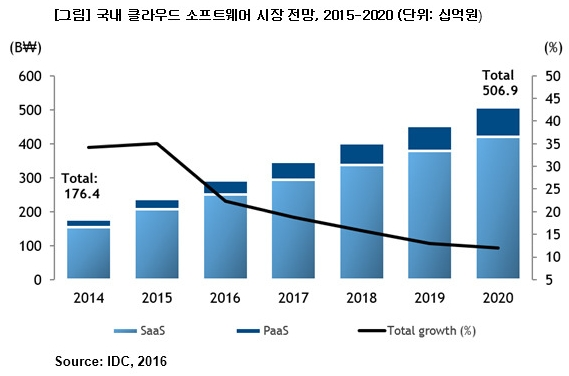 [그림] 국내 클라우드 소프트웨어 시장 전망, 2015-2020 (단위: 십억원)
(B₩) (%)
600 50
500 45
400 40
300 35
200 30
100 25
0 20
15
10
5
Total:
176.4
Total
506.9
2014 2015 2016 2017 2018 2019 2020
SaaS PaaS Total growth (%)
Source: IDC, 2016